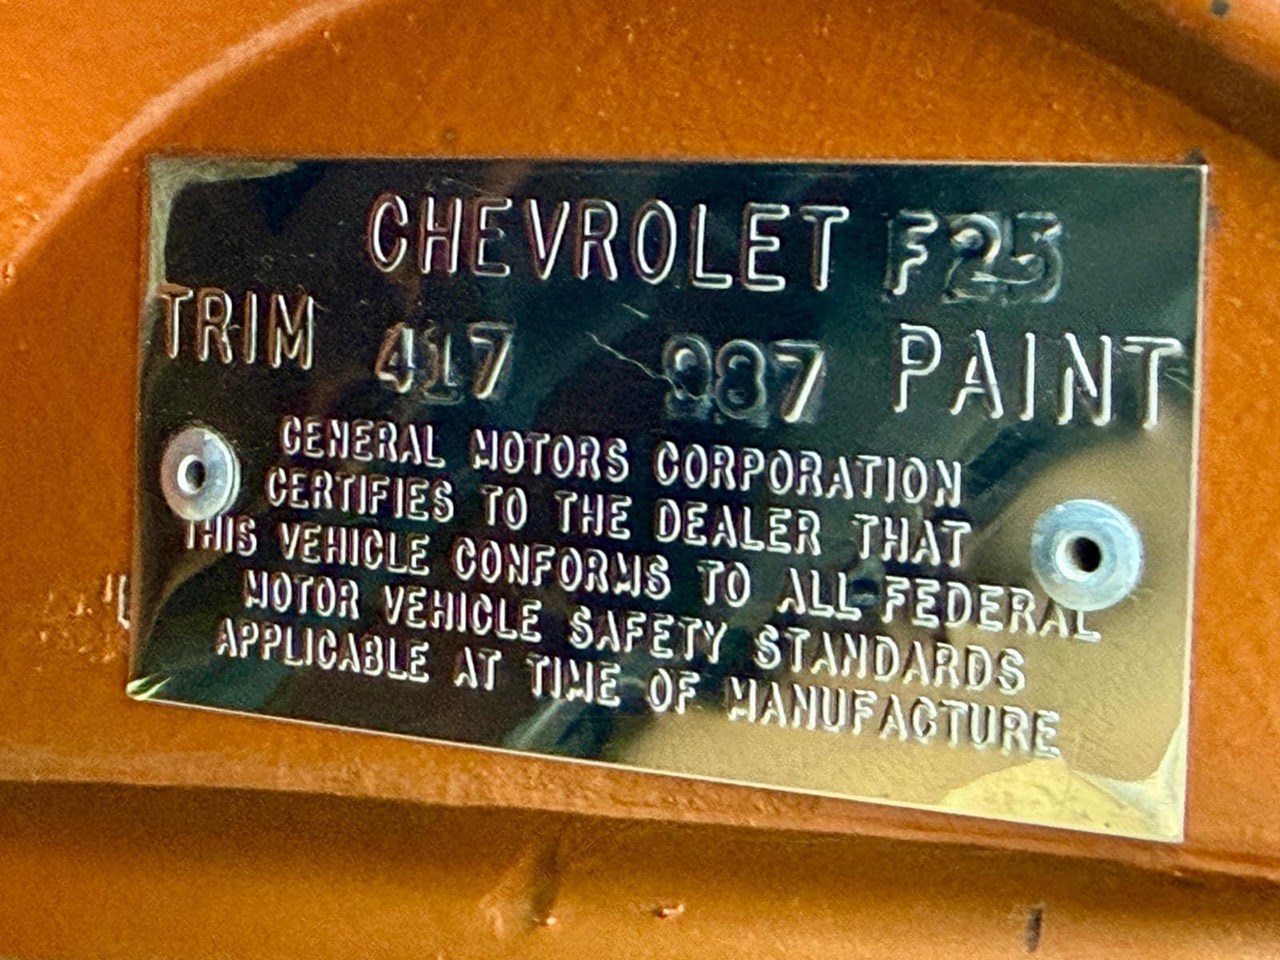 CHEVROLET F25
TRIM 417 987 PAINT
GENERAL MOTORS CORPORATION
CERTIFIES TO THE DEALER THAT
THIS VEHICLE CONFORMS TO ALL FEDERAL
MOTOR VEHICLE SAFETY STANDARDS
APPLICABLE AT TIME OF MANUFACTURE